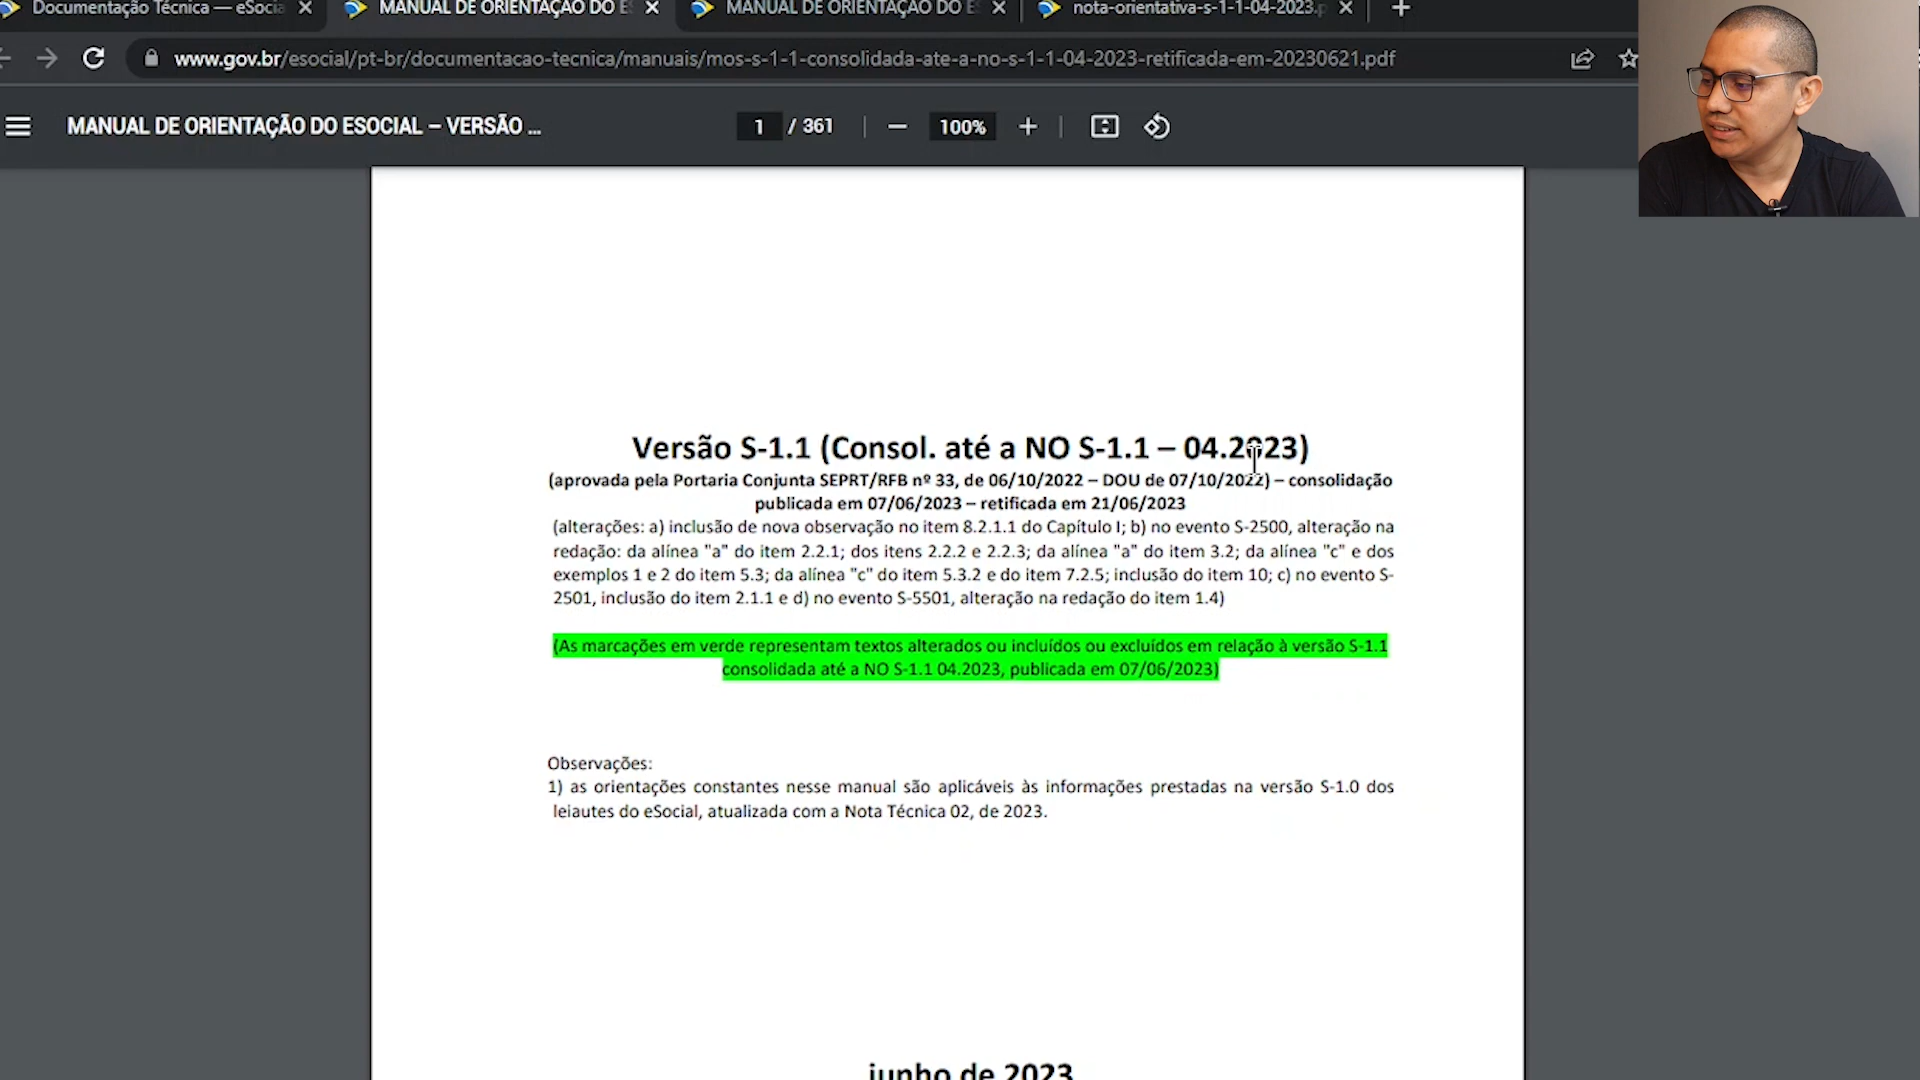 Documentação Técnica — eSocia
MANUAL DE ORIENTAÇÃO DO E
MANUAL DE ORIENTAÇÃO DO E
nota-orientativa-s-1-1-04-2023.p
www.gov.br/esocial/pt-br/documentacao-tecnica/manuais/mos-s-1-1-consolidada-ate-a-no-s-1-1-04-2023-retificada-em-20230621.pdf
MANUAL DE ORIENTAÇÃO DO ESOCIAL – VERSÃO ...
1 / 361
100%
Versão S-1.1 (Consol. até a NO S-1.1 – 04.2023)
(aprovada pela Portaria Conjunta SEPRT/RFB nº 33, de 06/10/2022 – DOU de 07/10/2022) – consolidação
publicada em 07/06/2023 – retificada em 21/06/2023
(alterações: a) inclusão de nova observação no item 8.2.1.1 do Capítulo I; b) no evento S-2500, alteração na
redação: da alínea "a" do item 2.2.1; dos itens 2.2.2 e 2.2.3; da alínea "a" do item 3.2; da alínea "c" e dos
exemplos 1 e 2 do item 5.3; da alínea "c" do item 5.3.2 e do item 7.2.5; inclusão do item 10; c) no evento S-
2501, inclusão do item 2.1.1 e d) no evento S-5501, alteração na redação do item 1.4)
(As marcações em verde representam textos alterados ou incluídos ou excluídos em relação à versão S-1.1
consolidada até a NO S-1.1 04.2023, publicada em 07/06/2023)
Observações:
1) as orientações constantes nesse manual são aplicáveis às informações prestadas na versão S-1.0 dos
leiautes do eSocial, atualizada com a Nota Técnica 02, de 2023.
junho de 2023